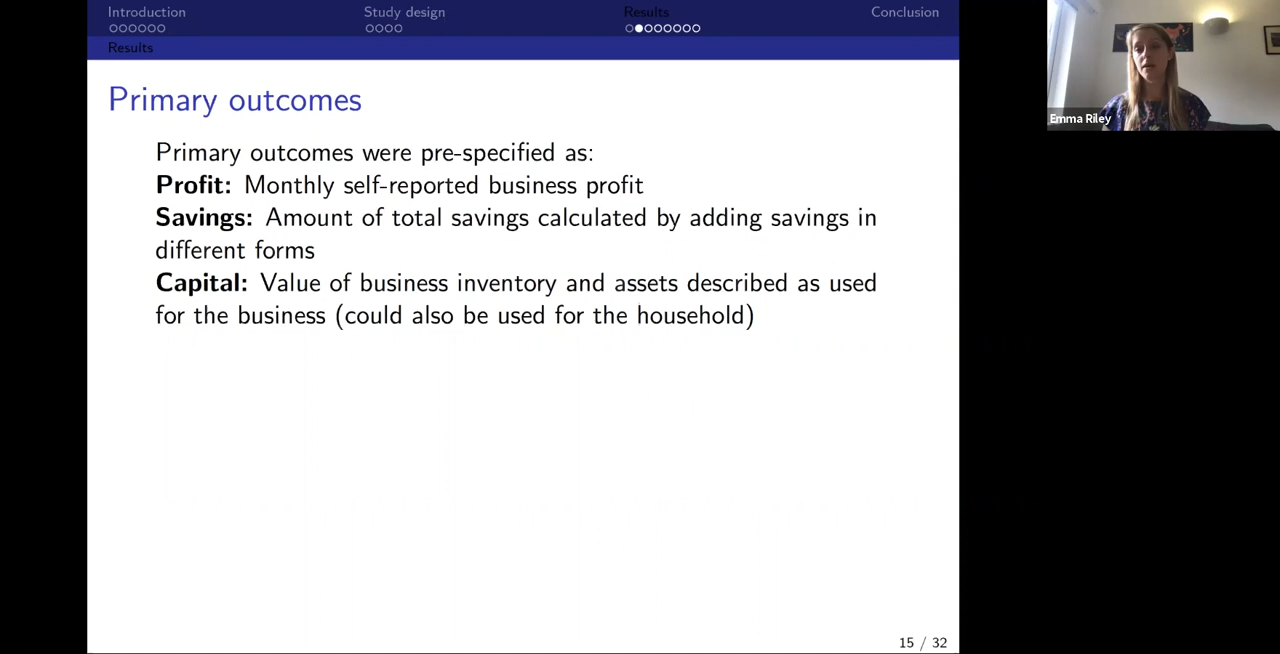 Introduction Study design Results Conclusion
Results
Primary outcomes
Primary outcomes were pre-specified as:
Profit: Monthly self-reported business profit
Savings: Amount of total savings calculated by adding savings in
different forms
Capital: Value of business inventory and assets described as used
for the business (could also be used for the household)
15 / 32
Emma Riley